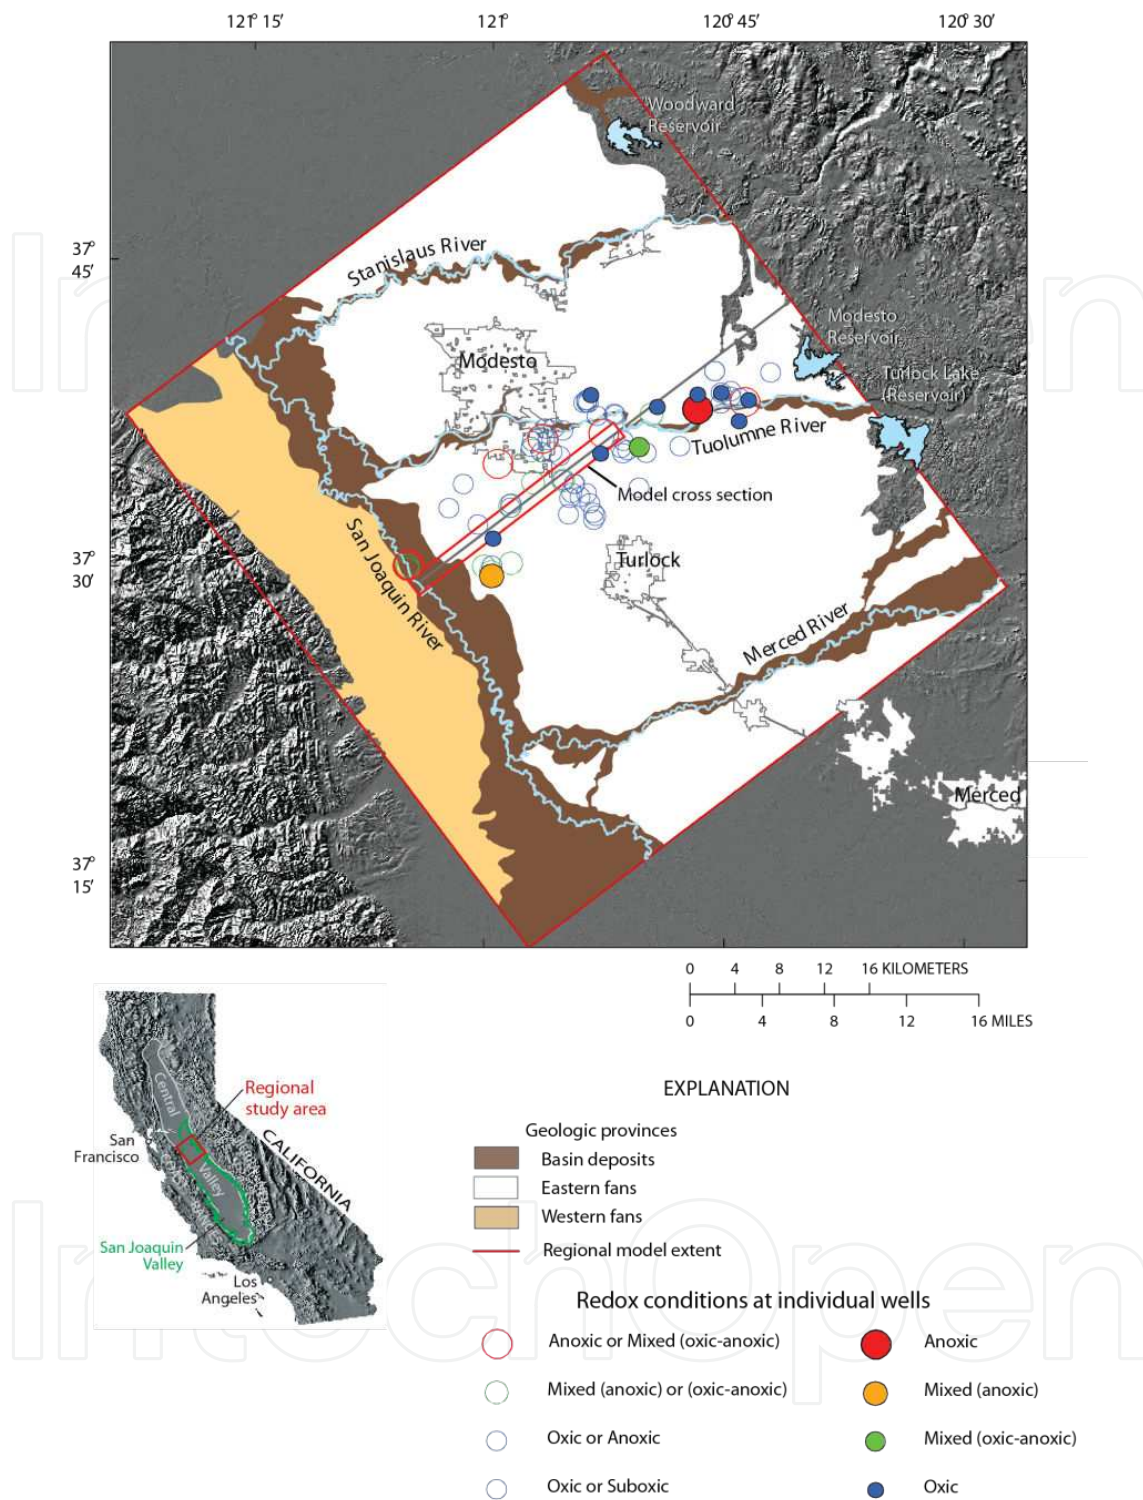 121° 15′
121°
120° 45′
120° 30′
Woodward
Reservoir
37°
45′
Stanislaus River
Modesto
Reservoir
Modesto
Turlock Lake
(Reservoir)
Tuolumne River
Model cross section
San Joaquin River
37°
30′
Turlock
Merced River
Merced
37°
15′
0 4 8 12 16 KILOMETERS
0 4 8 12 16 MILES
Central
Valley
Regional
study area
San
Francisco
CALIFORNIA
San Joaquin
Valley
Los
Angeles
EXPLANATION
Geologic provinces
Basin deposits
Eastern fans
Western fans
Regional model extent
Redox conditions at individual wells
Anoxic or Mixed (oxic-anoxic)
Anoxic
Mixed (anoxic) or (oxic-anoxic)
Mixed (anoxic)
Oxic or Anoxic
Mixed (oxic-anoxic)
Oxic or Suboxic
Oxic
IntechOpen